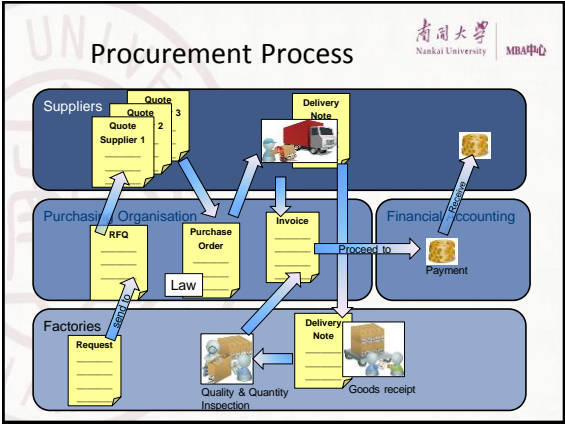 Procurement Process
南开大学
Nankai University
MBA中心
Suppliers
Quote
3
Quote
2
Quote
Supplier 1
Delivery
Note
Receive
Purchasing Organisation
RFQ
Purchase
Order
Law
Invoice
Proceed to
Financial Accounting
Payment
send to
Factories
Request
Quality & Quantity
Inspection
Delivery
Note
Goods receipt